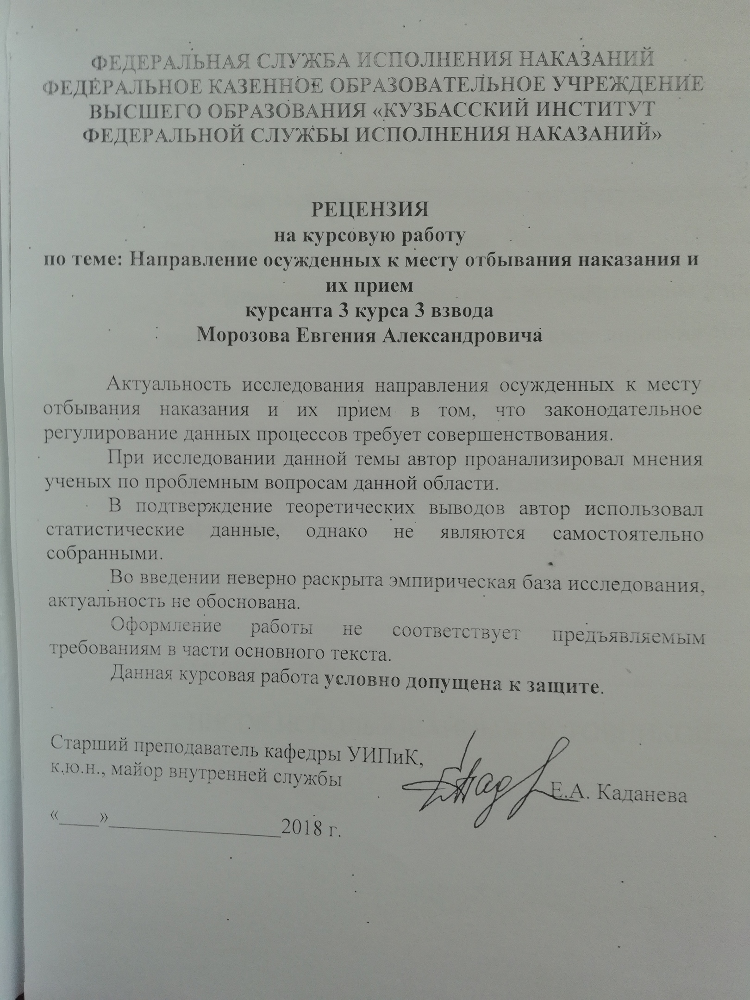 ФЕДЕРАЛЬНАЯ СЛУЖБА ИСПОЛНЕНИЯ НАКАЗАНИЙ
ФЕДЕРАЛЬНОЕ КАЗЕННОЕ ОБРАЗОВАТЕЛЬНОЕ УЧРЕЖДЕНИЕ
ВЫСШЕГО ОБРАЗОВАНИЯ «КУЗБАССКИЙ ИНСТИТУТ
ФЕДЕРАЛЬНОЙ СЛУЖБЫ ИСПОЛНЕНИЯ НАКАЗАНИЙ»
РЕЦЕНЗИЯ
на курсовую работу
по теме: Направление осужденных к месту отбывания наказания и
их прием
курсанта 3 курса 3 взвода
Морозова Евгения Александровича
Актуальность исследования направления осужденных к месту
отбывания наказания и их прием в том, что законодательное
регулирование данных процессов требует совершенствования.
При исследовании данной темы автор проанализировал мнения
ученых по проблемным вопросам данной области.
В подтверждение теоретических выводов автор использовал
статистические данные, однако не являются самостоятельно
собранными.
Во введении неверно раскрыта эмпирическая база исследования,
актуальность не обоснована.
Оформление работы не соответствует предъявляемым
требованиям в части основного текста.
Данная курсовая работа условно допущена к защите.
Старший преподаватель кафедры УИПиК,
к.ю.н., майор внутренней службы
Е.А. Каданева
«____»________________2018 г.